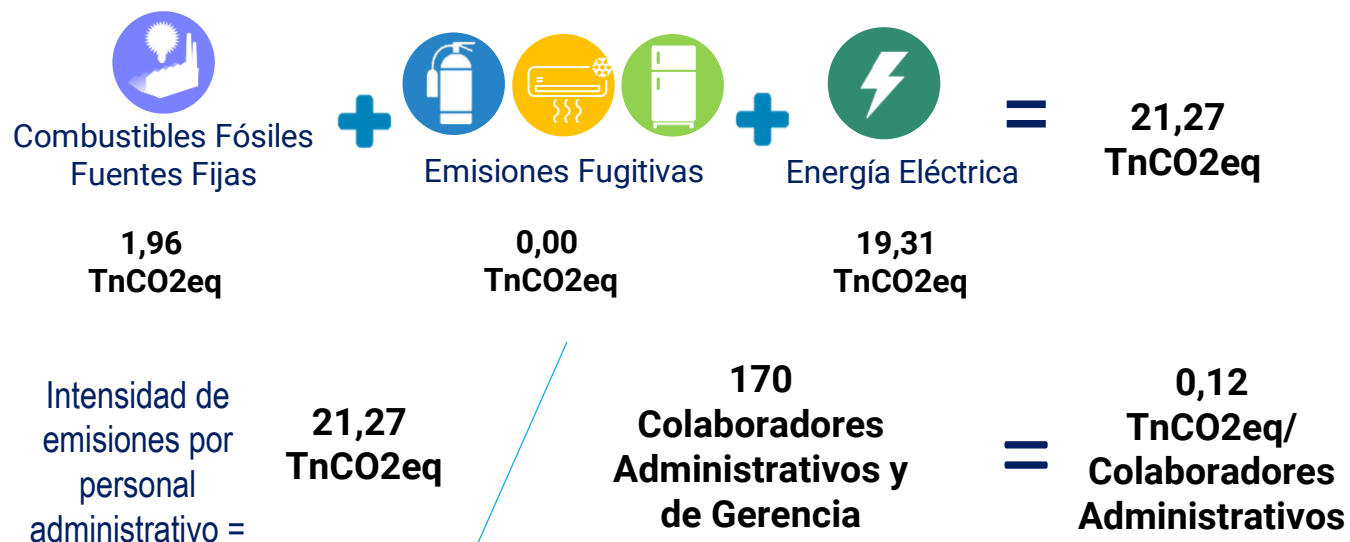 Combustibles Fósiles
Fuentes Fijas
Emisiones Fugitivas
Energía Eléctrica
=
21,27
TnCO2eq
1,96
TnCO2eq
0,00
TnCO2eq
19,31
TnCO2eq
Intensidad de
emisiones por
personal
administrativo =
21,27
TnCO2eq
170
Colaboradores
Administrativos y
de Gerencia
=
0,12
TnCO2eq/
Colaboradores
Administrativos